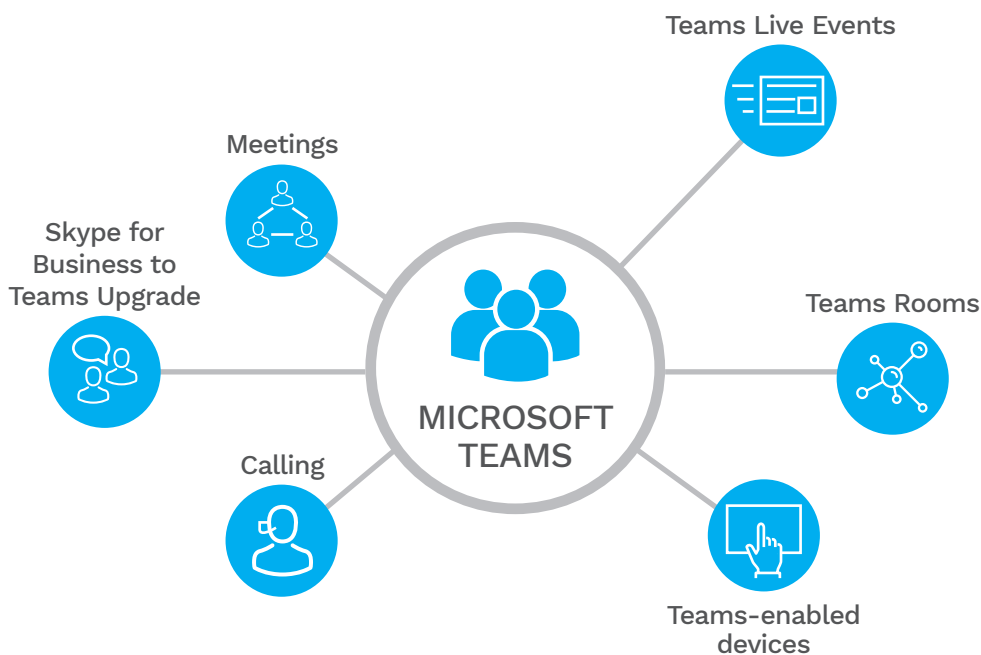 Teams Live Events
Meetings
Skype for
Business to
Teams Upgrade
Teams Rooms
MICROSOFT
TEAMS
Calling
Teams-enabled
devices